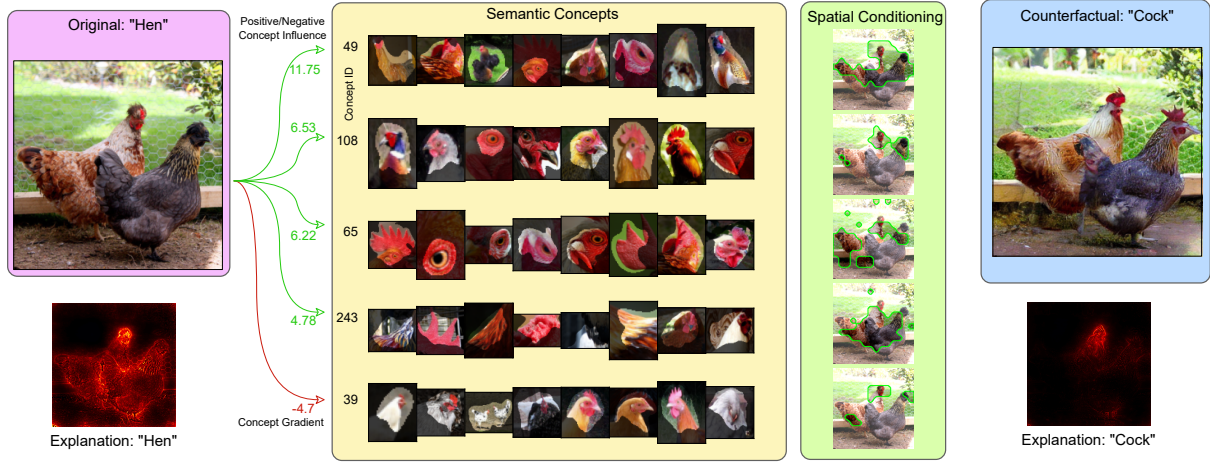 Original: "Hen"
Positive/Negative
Concept Influence
Semantic Concepts
Spatial Conditioning
Counterfactual: "Cock"
Concept ID
49
11.75
108
6.53
65
6.22
243
4.78
39
-4.7
Concept Gradient
Explanation: "Hen"
Explanation: "Cock"